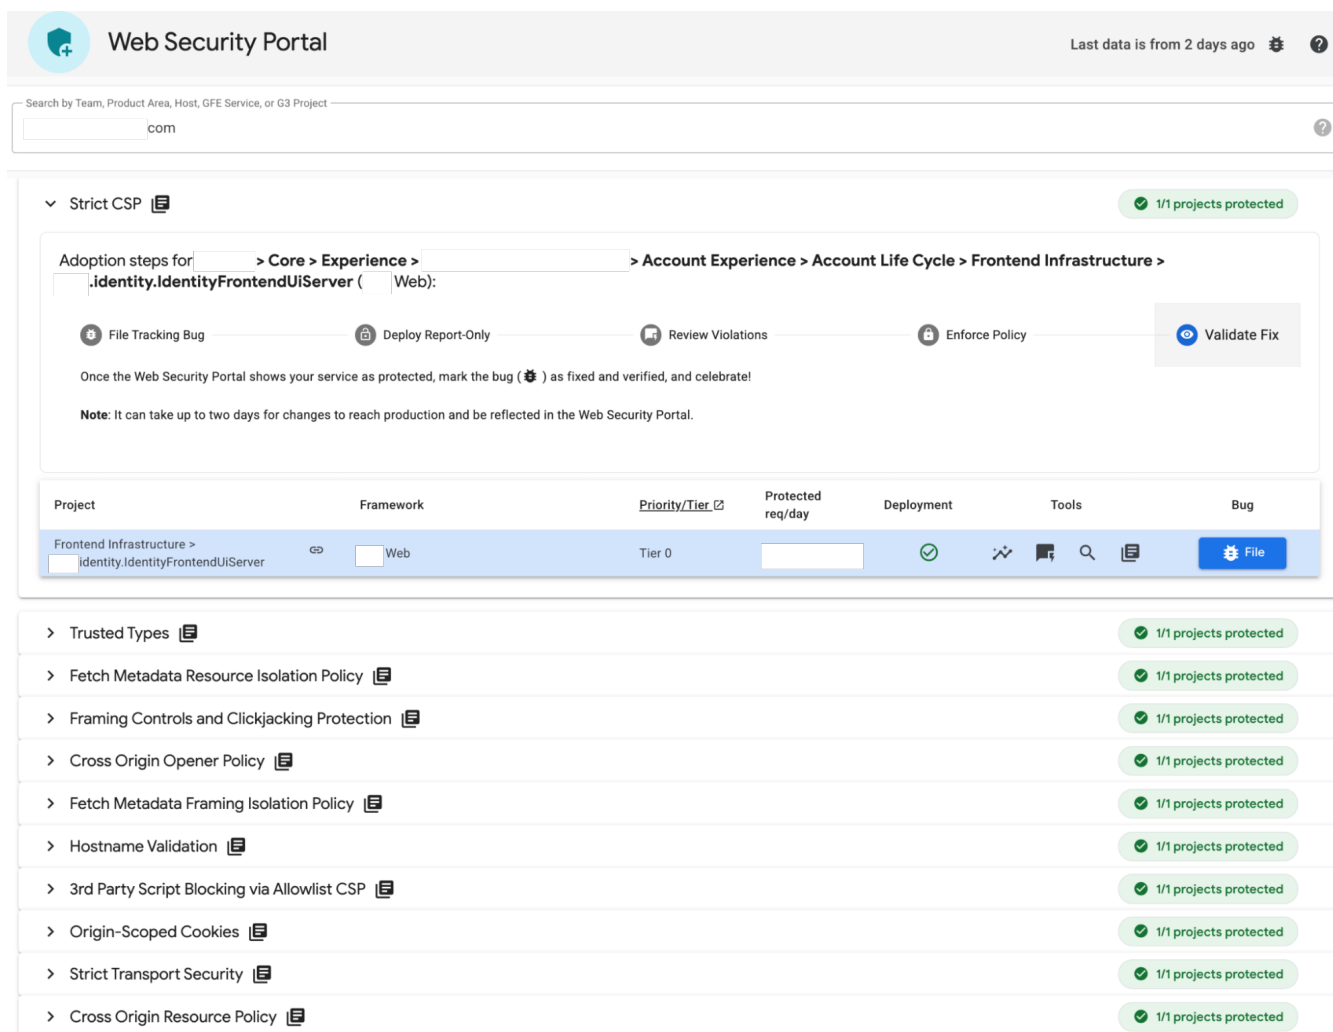 Web Security Portal
Last data is from 2 days ago
Search by Team, Product Area, Host, GFE Service, or G3 Project
com
Strict CSP
1/1 projects protected
Adoption steps for > Core > Experience > > Account Experience > Account Life Cycle > Frontend Infrastructure >
.identity.IdentityFrontendUiServer ( Web):
File Tracking Bug
Deploy Report-Only
Review Violations
Enforce Policy
Validate Fix
Once the Web Security Portal shows your service as protected, mark the bug ( ) as fixed and verified, and celebrate!
Note: It can take up to two days for changes to reach production and be reflected in the Web Security Portal.
Project
Framework
Priority/Tier
Protected
req/day
Deployment
Tools
Bug
Frontend Infrastructure >
identity.IdentityFrontendUiServer
Web
Tier 0
File
Trusted Types
1/1 projects protected
Fetch Metadata Resource Isolation Policy
1/1 projects protected
Framing Controls and Clickjacking Protection
1/1 projects protected
Cross Origin Opener Policy
1/1 projects protected
Fetch Metadata Framing Isolation Policy
1/1 projects protected
Hostname Validation
1/1 projects protected
3rd Party Script Blocking via Allowlist CSP
1/1 projects protected
Origin-Scoped Cookies
1/1 projects protected
Strict Transport Security
1/1 projects protected
Cross Origin Resource Policy
1/1 projects protected